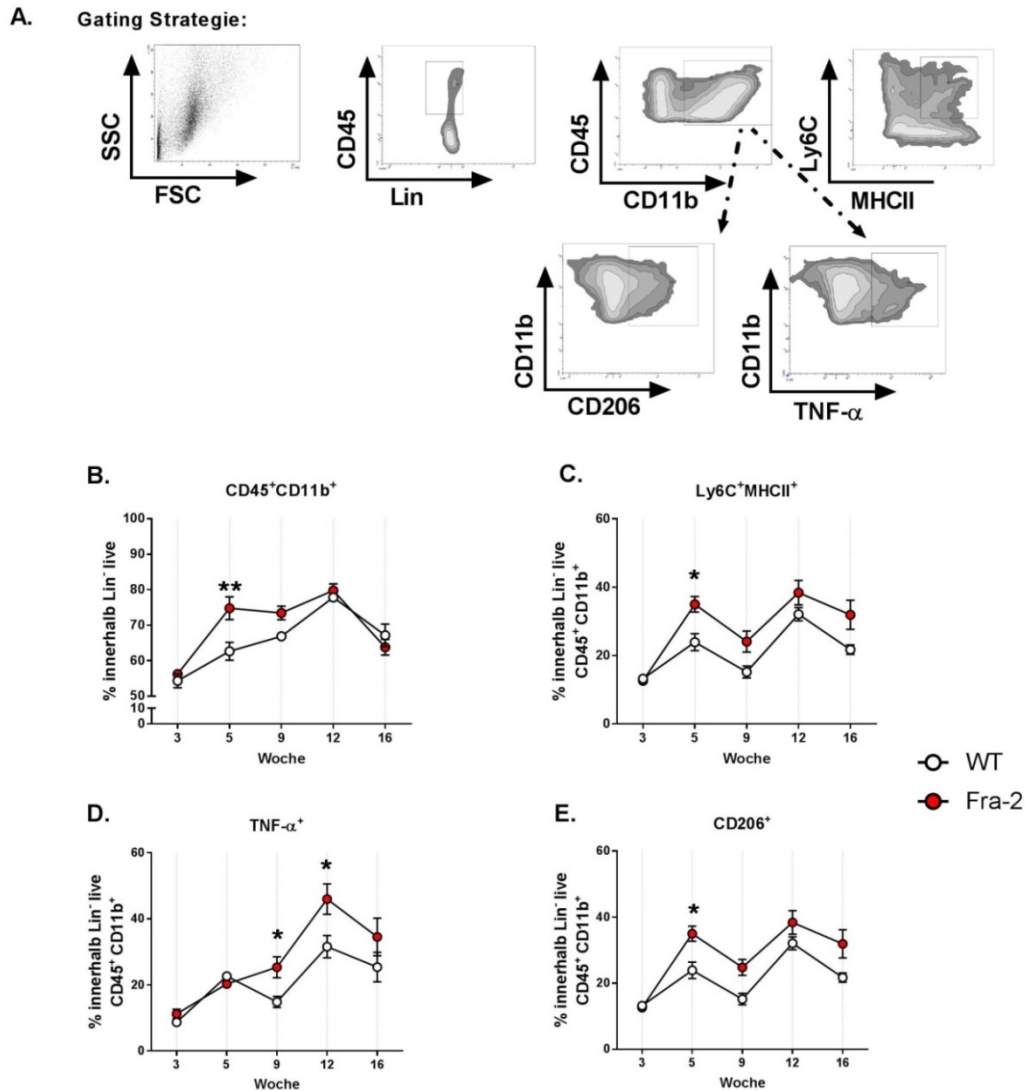 A. Gating Strategie:
SSC
FSC
CD45
Lin
CD45
CD11b
Ly6C
MHCII
CD11b
CD206
CD11b
TNF-α
B.
CD45⁺CD11b⁺
% innerhalb Lin⁻ live
100
90
80
70
60
50
10
0
**
3 5 9 12 16
Woche
C.
Ly6C⁺MHCII⁺
% innerhalb Lin⁻ live
CD45⁺ CD11b⁺
60
40
20
0
*
3 5 9 12 16
Woche
WT
Fra-2
D.
TNF-α⁺
% innerhalb Lin⁻ live
CD45⁺ CD11b⁺
60
40
20
0
*
*
3 5 9 12 16
Woche
E.
CD206⁺
% innerhalb Lin⁻ live
CD45⁺ CD11b⁺
60
40
20
0
*
3 5 9 12 16
Woche